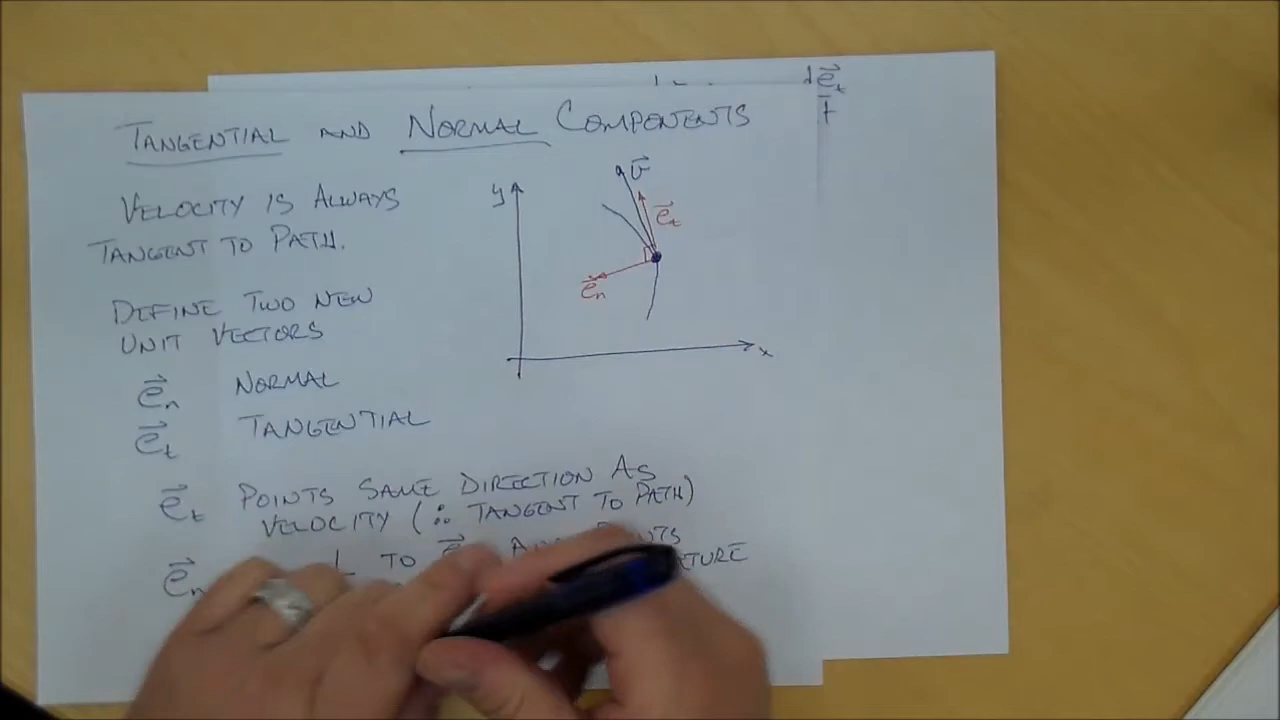 TANGENTIAL AND NORMAL COMPONENTS
VELOCITY IS ALWAYS
TANGENT TO PATH.
DEFINE TWO NEW
UNIT VECTORS
e⃗n NORMAL
e⃗t TANGENTIAL
e⃗t POINTS SAME DIRECTION AS
VELOCITY (∴ TANGENT TO PATH)
e⃗n ⊥ TO
y
v⃗
e⃗t
e⃗n
x
de⃗t